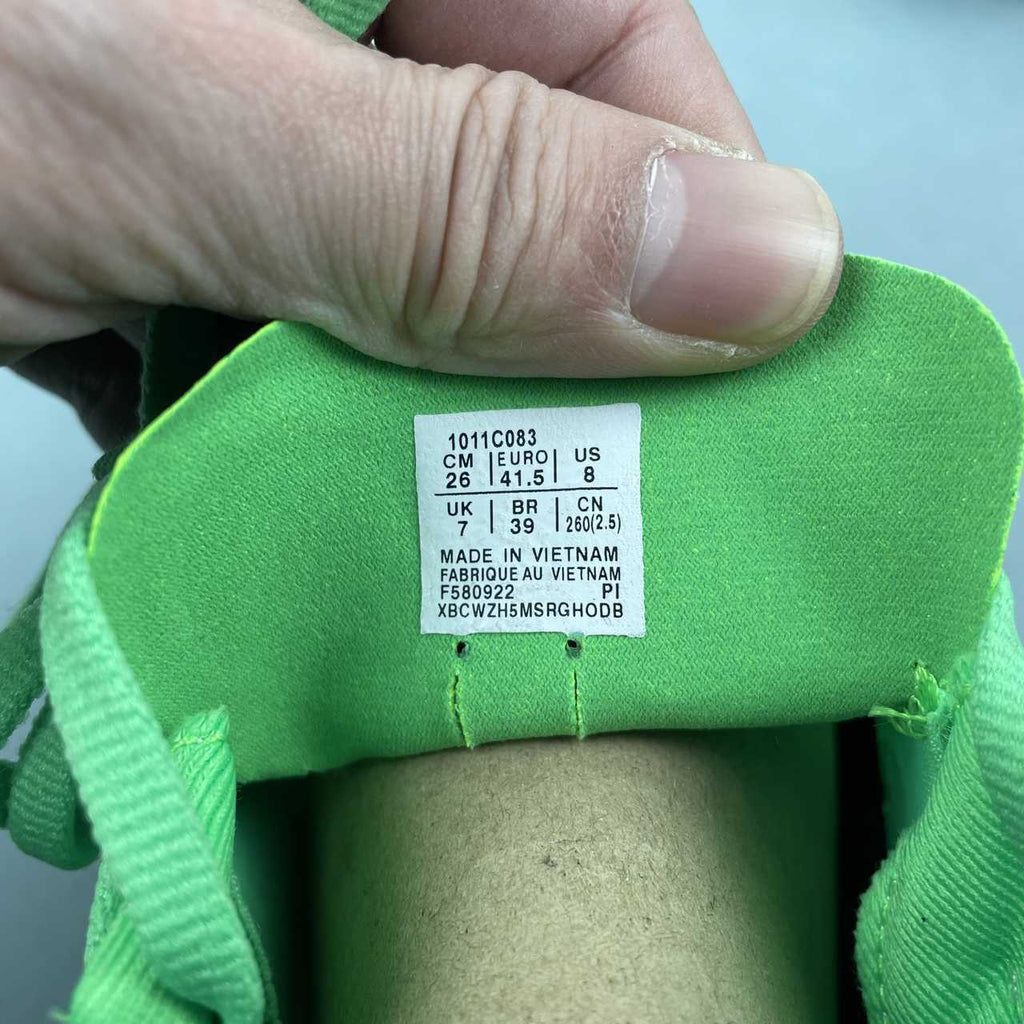 1011C083
CM | EURO | US
26 | 41.5 | 8
UK | BR | CN
7 | 39 | 260(2.5)
MADE IN VIETNAM
FABRIQUE AU VIETNAM
F580922 PI
XBCWZH5MSRGHODB